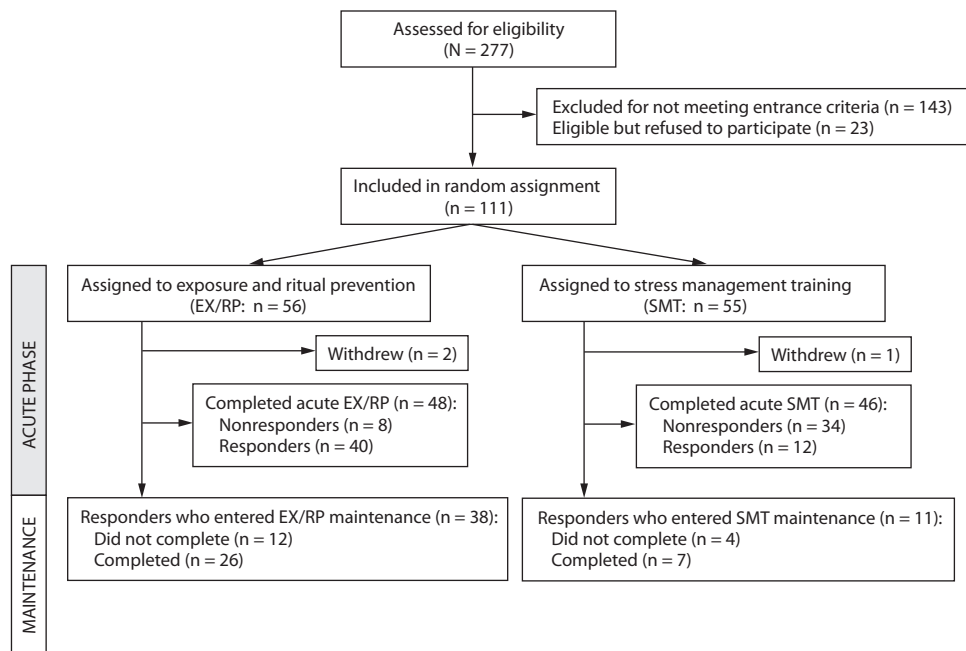 Assessed for eligibility
(N = 277)
Excluded for not meeting entrance criteria (n = 143)
Eligible but refused to participate (n = 23)
Included in random assignment
(n = 111)
ACUTE PHASE
Assigned to exposure and ritual prevention
(EX/RP:  n = 56)
Assigned to stress management training
(SMT:  n = 55)
Withdrew (n = 2)
Withdrew (n = 1)
Completed acute EX/RP (n = 48):
Nonresponders (n = 8)
Responders (n = 40)
Completed acute SMT (n = 46):
Nonresponders (n = 34)
Responders (n = 12)
MAINTENANCE
Responders who entered EX/RP maintenance (n = 38):
Did not complete (n = 12)
Completed (n = 26)
Responders who entered SMT maintenance (n = 11):
Did not complete (n = 4)
Completed (n = 7)